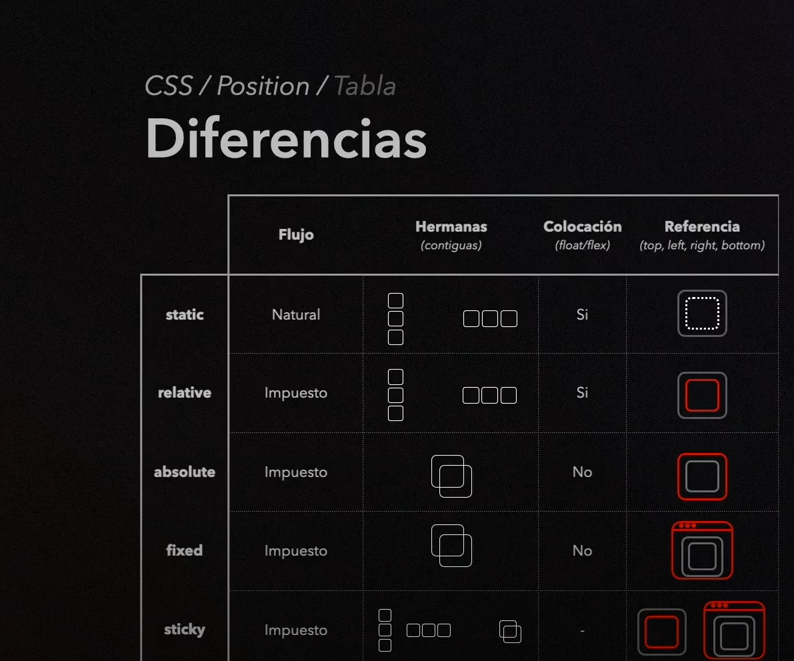 CSS / Position / Tabla
Diferencias
Flujo Hermanas Colocación Referencia
(contiguas) (float/flex) (top, left, right, bottom)
static Natural Si
relative Impuesto Si
absolute Impuesto No
fixed Impuesto No
sticky Impuesto -